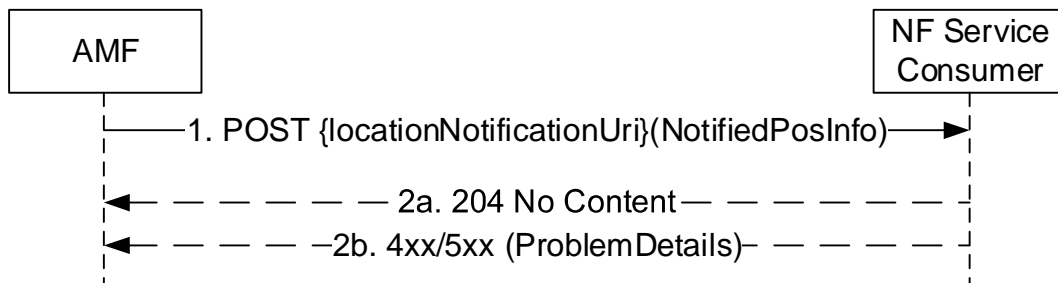 AMF
NF Service
Consumer
1. POST {locationNotificationUri}(NotifiedPosInfo)
2a. 204 No Content
2b. 4xx/5xx (ProblemDetails)